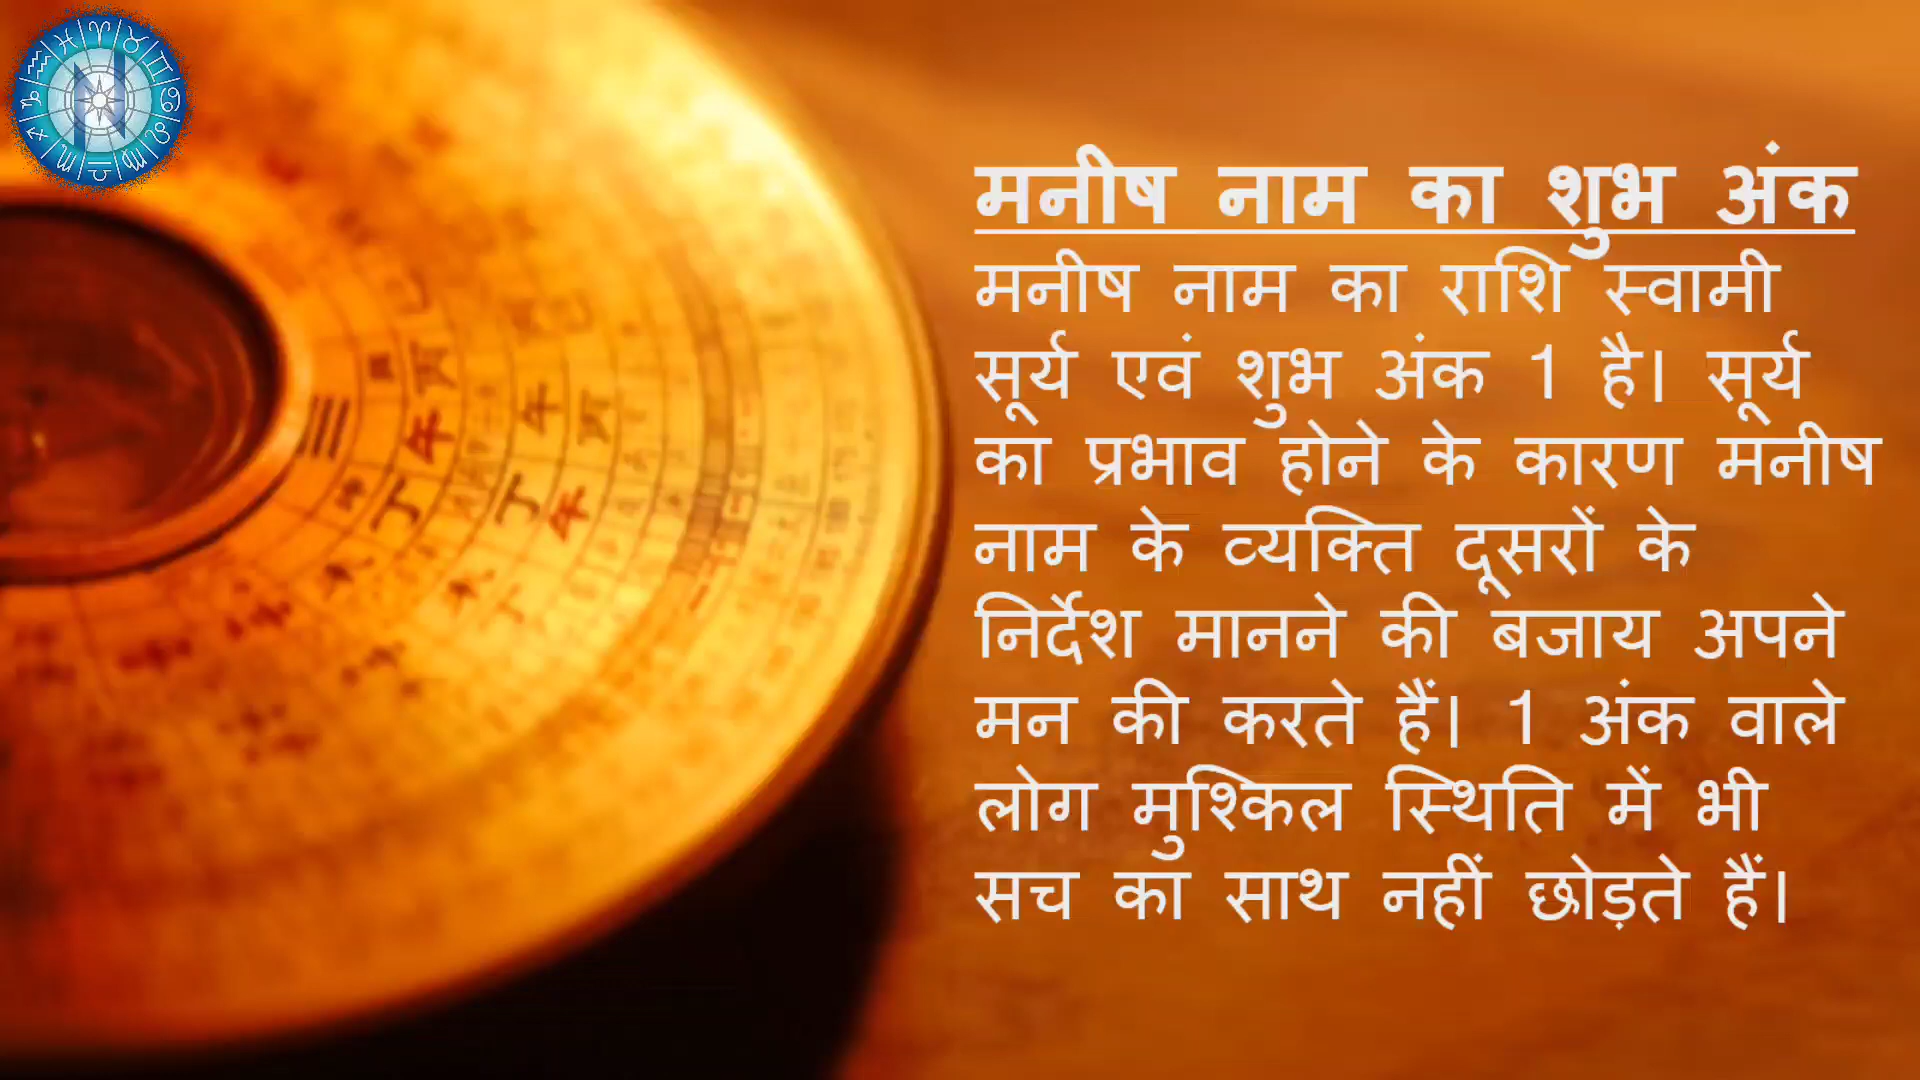 मनीष नाम का शुभ अंक
मनीष नाम का राशि स्वामी
सूर्य एवं शुभ अंक 1 है। सूर्य
का प्रभाव होने के कारण मनीष
नाम के व्यक्ति दूसरों के
निर्देश मानने की बजाय अपने
मन की करते हैं। 1 अंक वाले
लोग मुश्किल स्थिति में भी
सच का साथ नहीं छोड़ते हैं।